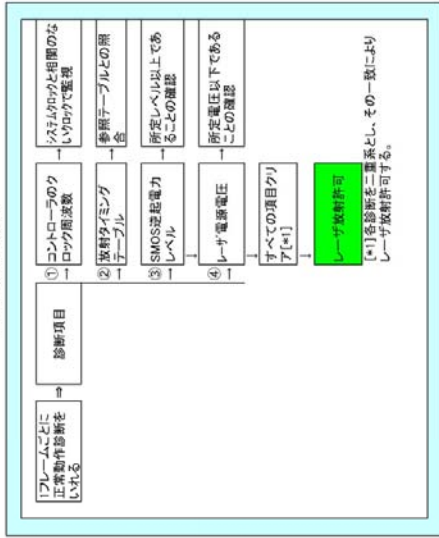 1フレームごとに
正常動作診断を
いれる
⇒
診断項目
①
→
コントローラのク
ロック周波数
→
システムクロックと相関のな
いクロックで監視
②
→
放射タイミング
テーブル
→
参照テーブルとの照
合
③
→
SMOS逆起電力
レベル
→
所定レベル以上であ
ることの確認
④
→
レーザ電源電圧
→
所定電圧以下である
ことの確認
→
すべての項目クリ
ア[*1]
→
レーザ放射許可
[*1]各診断を二重系とし、その一致により
レーザ放射許可する。